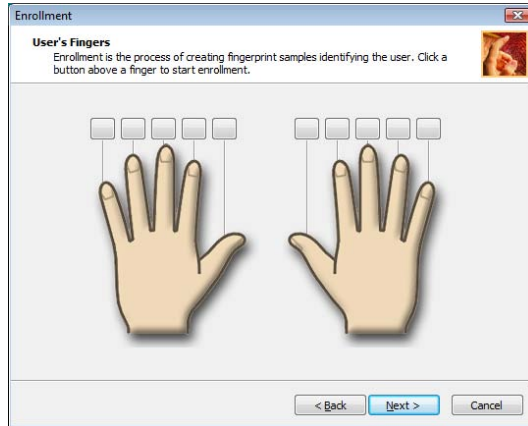 Enrollment
User's Fingers
Enrollment is the process of creating fingerprint samples identifying the user. Click a
button above a finger to start enrollment.
< Back
Next >
Cancel